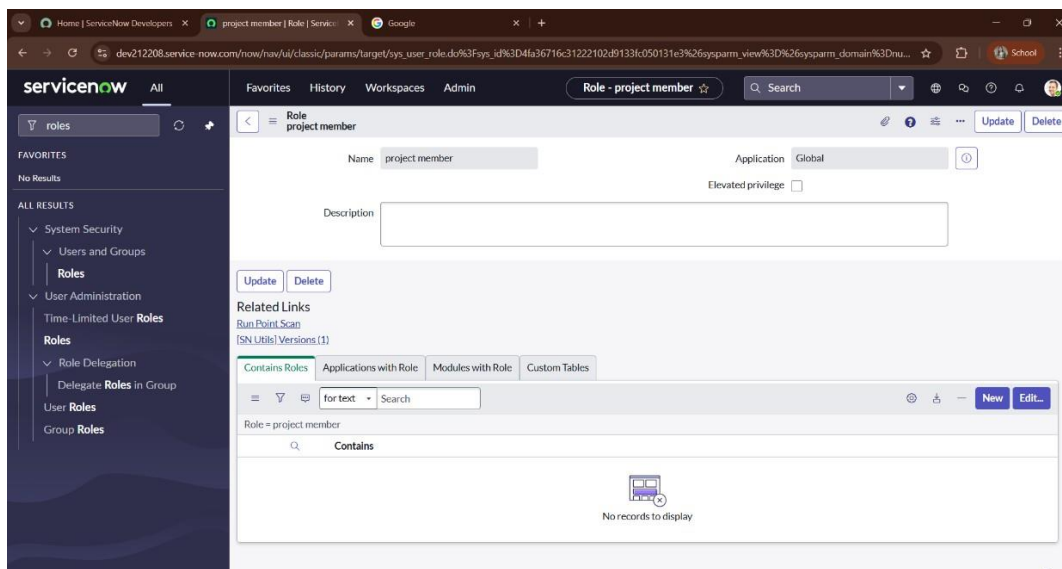 Home | ServiceNow Developers
project member | Role | Service
Google
dev212208.service-now.com/now/nav/ui/classic/params/target/sys_user_role.do%3Fsys_id%3D4fa36716c31222102d9133fc050131e3%26sysparm_view%3D%26sysparm_domain%3Dnu...
School
servicenow All Favorites History Workspaces Admin Role - project member Search
roles
Role
project member
Update Delete
FAVORITES
No Results
Name project member Application Global
Elevated privilege
Description
ALL RESULTS
System Security
Users and Groups
Roles
User Administration
Time-Limited User Roles
Roles
Role Delegation
Delegate Roles in Group
User Roles
Group Roles
Update Delete
Related Links
Run Point Scan
[SN Utils] Versions (1)
Contains Roles Applications with Role Modules with Role Custom Tables
for text Search New Edit...
Role = project member
Contains
No records to display